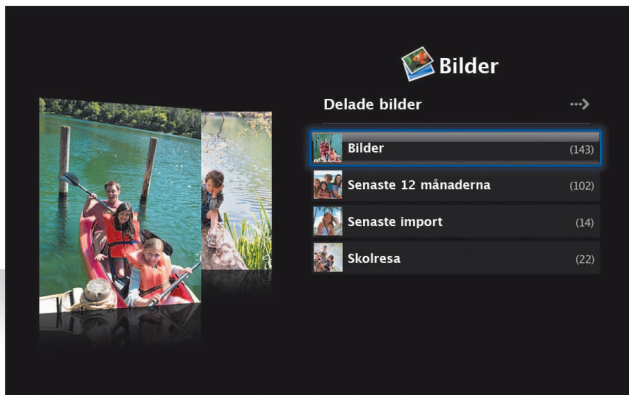 Bilder
Delade bilder
Bilder (143)
Senaste 12 månaderna (102)
Senaste import (14)
Skolresa (22)